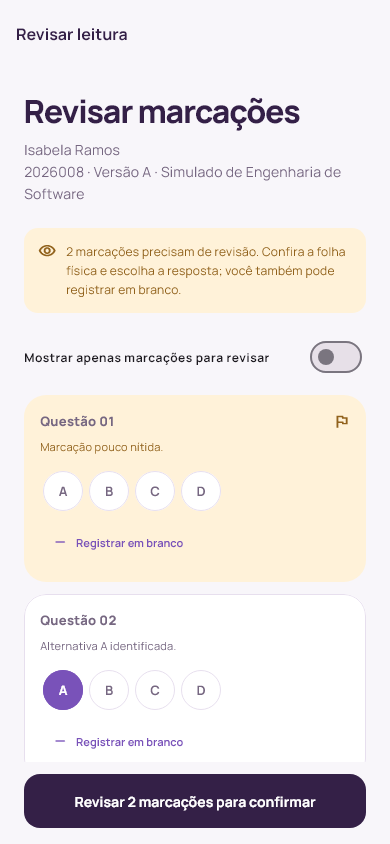 Revisar leitura
Revisar marcações
Isabela Ramos
2026008 · Versão A · Simulado de Engenharia de
Software
2 marcações precisam de revisão. Confira a folha
física e escolha a resposta; você também pode
registrar em branco.
Mostrar apenas marcações para revisar
Questão 01
Marcação pouco nítida.
A B C D
Registrar em branco
Questão 02
Alternativa A identificada.
A B C D
Registrar em branco
Revisar 2 marcações para confirmar